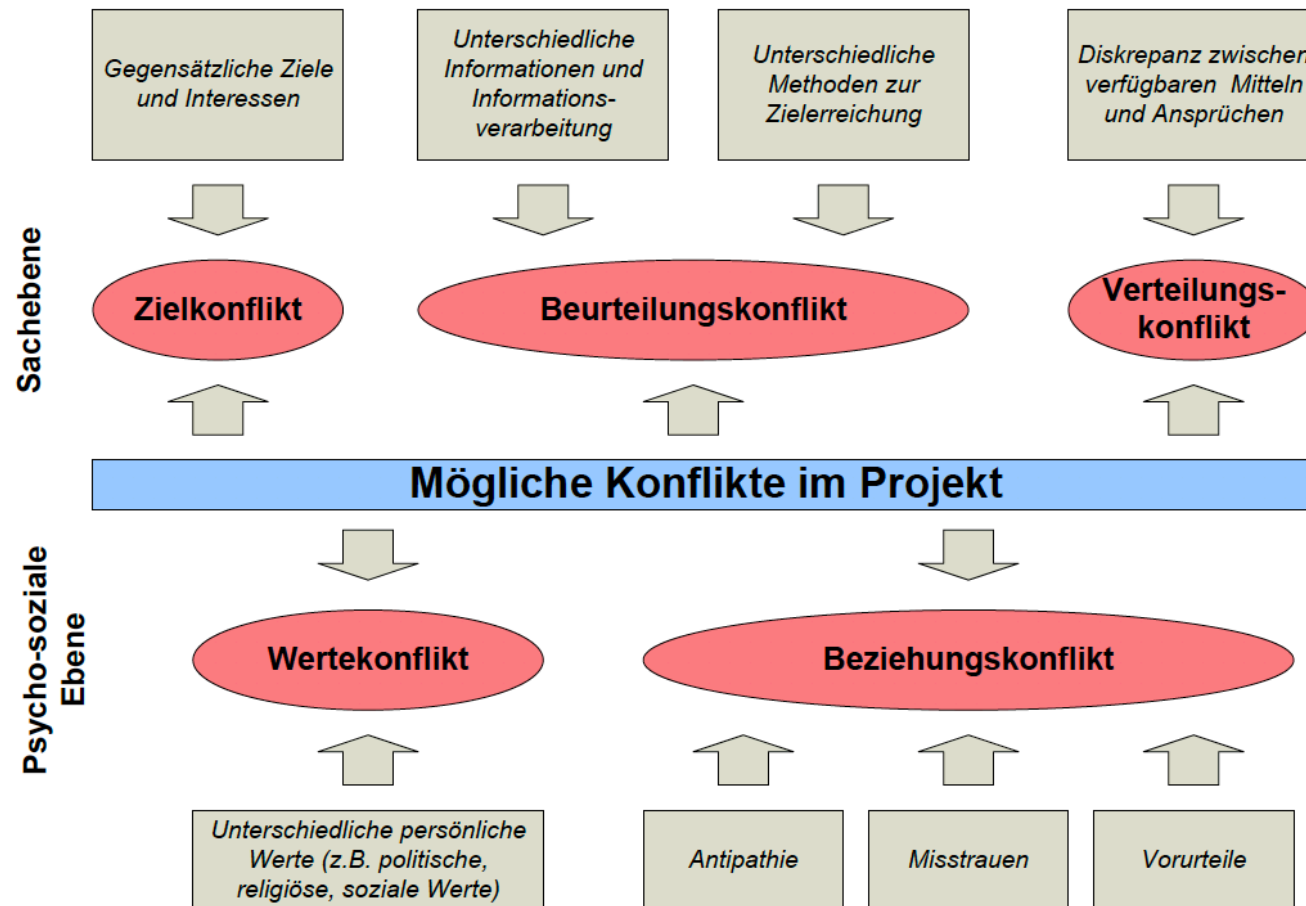 Gegensätzliche Ziele
und Interessen
Unterschiedliche
Informationen und
Informations-
verarbeitung
Unterschiedliche
Methoden zur
Zielerreichung
Diskrepanz zwischen
verfügbaren Mitteln
und Ansprüchen
Sachebene
Zielkonflikt
Beurteilungskonflikt
Verteilungs-
konflikt
Mögliche Konflikte im Projekt
Psycho-soziale
Ebene
Wertekonflikt
Beziehungskonflikt
Unterschiedliche persönliche
Werte (z.B. politische,
religiöse, soziale Werte)
Antipathie
Misstrauen
Vorurteile